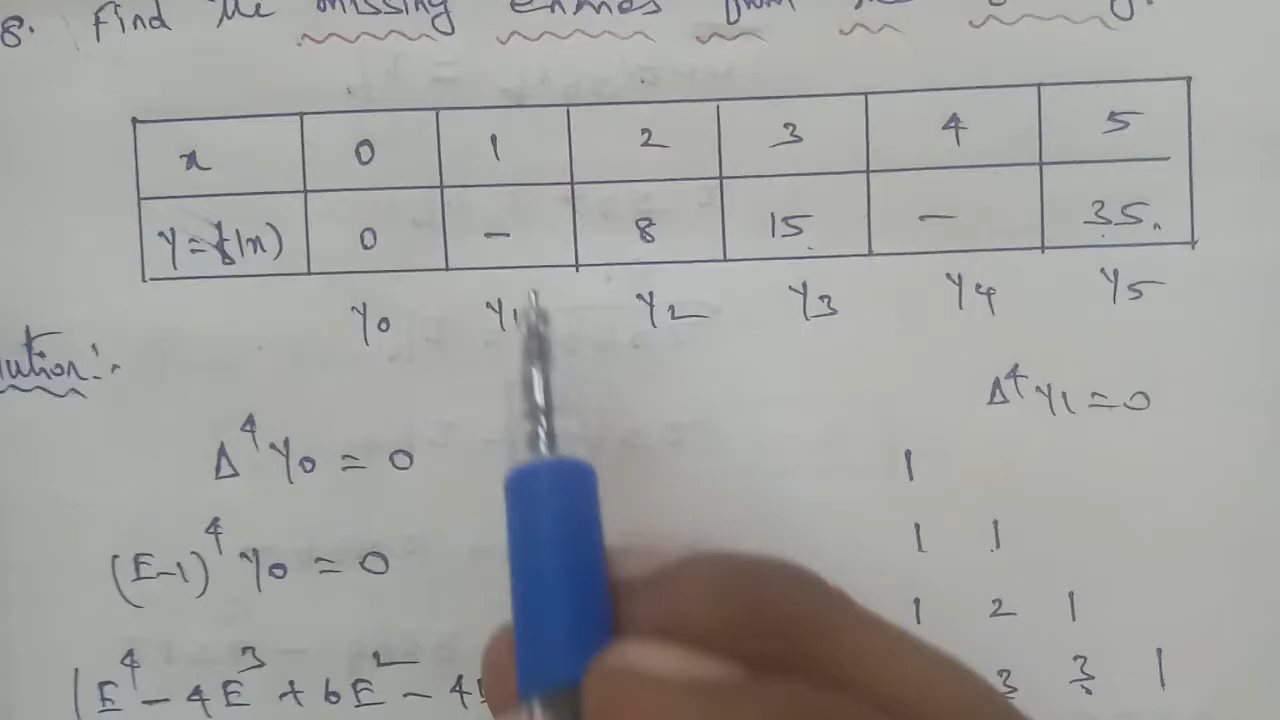 8. Find the missing entries from
x 0 1 2 3 4 5
Y=f(x) 0 - 8 15. - 35.
Y0 Y1 Y2 Y3 Y4 Y5
ution:-
Δ⁴Y1=0
Δ⁴Y0=0
1
1 1
(E-1)⁴Y0=0
1 2 1
3 3 1
(E⁴-4E³+6E²-4